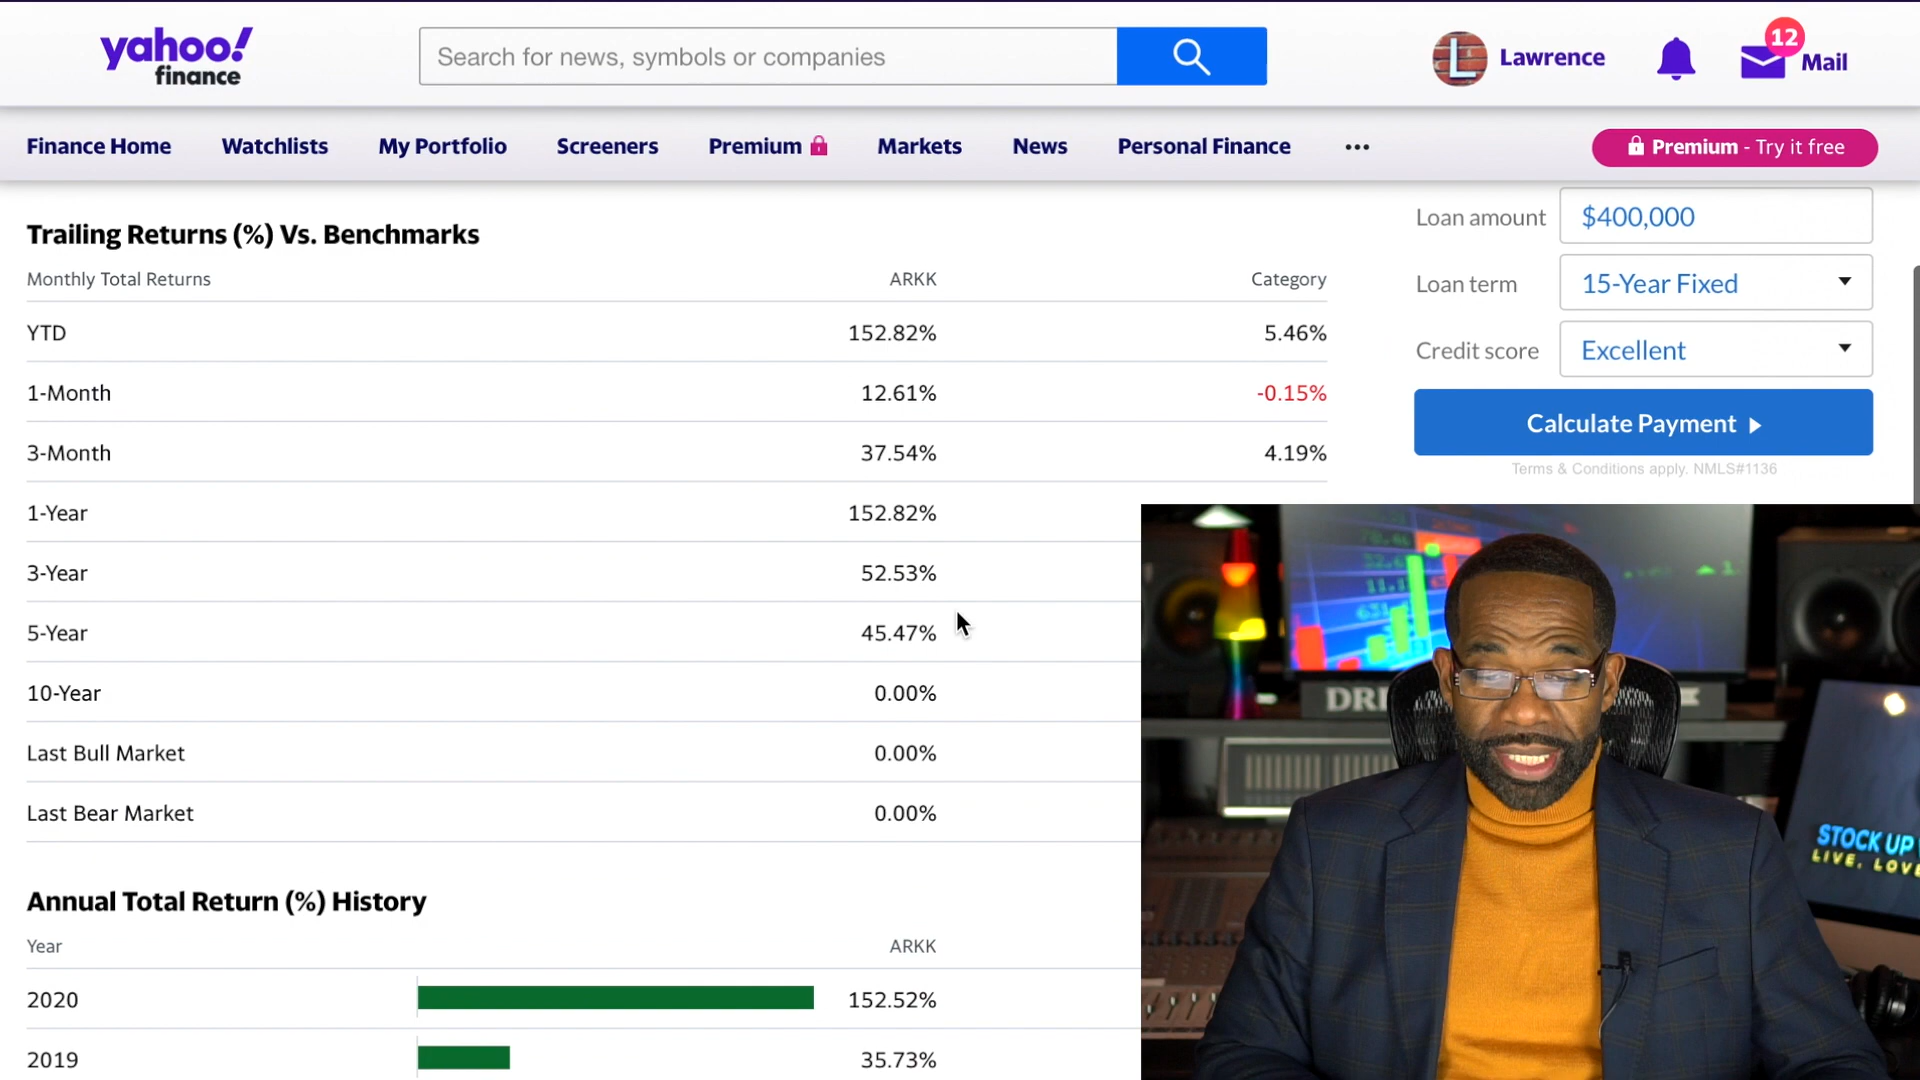 yahoo!
finance
Search for news, symbols or companies
L
Lawrence
12
Mail
Finance Home
Watchlists
My Portfolio
Screeners
Premium
Markets
News
Personal Finance
Premium - Try it free
Trailing Returns (%) Vs. Benchmarks
Monthly Total Returns ARKK Category
YTD 152.82% 5.46%
1-Month 12.61% -0.15%
3-Month 37.54% 4.19%
1-Year 152.82%
3-Year 52.53%
5-Year 45.47%
10-Year 0.00%
Last Bull Market 0.00%
Last Bear Market 0.00%
Annual Total Return (%) History
Year ARKK
2020 152.52%
2019 35.73%
Loan amount $400,000
Loan term 15-Year Fixed
Credit score Excellent
Calculate Payment
Terms & Conditions apply. NMLS#1136
STOCK UP
LIVE. LOVE